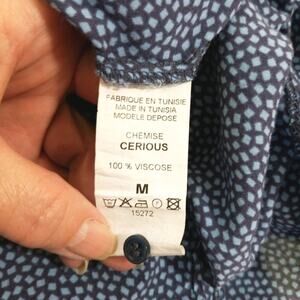 FABRIQUE EN TUNISIE
MADE IN TUNISIA
MODELE DEPOSE
CHEMISE
CERIOUS
100 % VISCOSE
M
15272